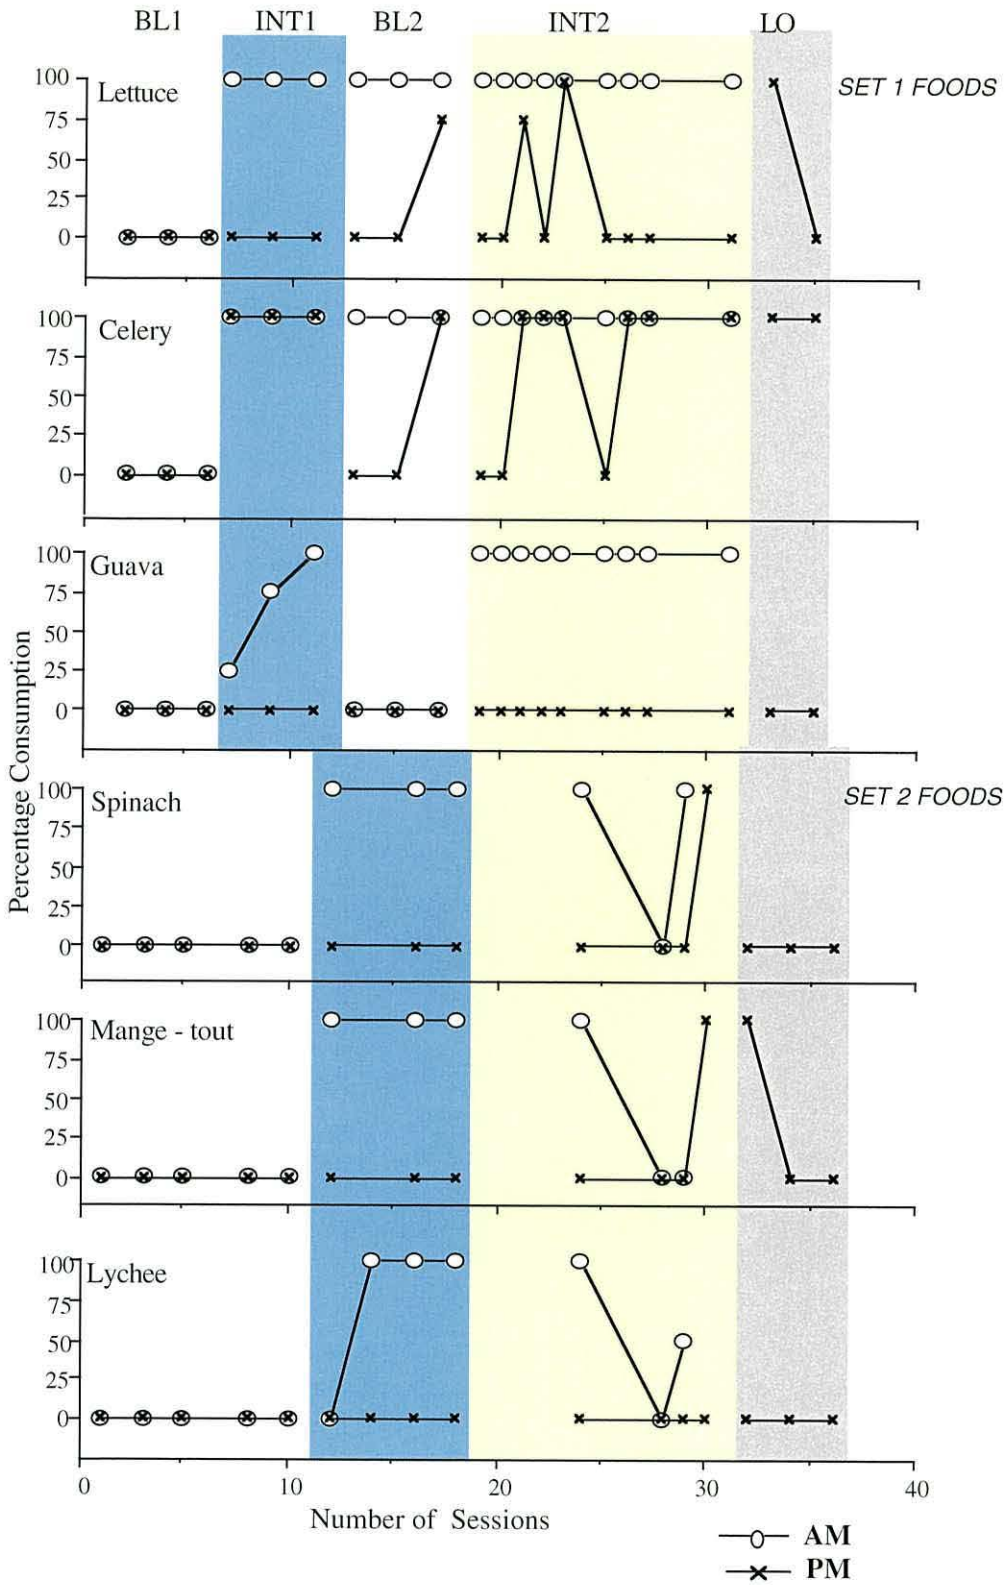 BL1 INT1 BL2 INT2 LO
SET 1 FOODS
Lettuce
100
75
50
25
0
Celery
100
75
50
25
0
Guava
100
75
50
25
0
Percentage Consumption
SET 2 FOODS
Spinach
100
75
50
25
0
Mange - tout
100
75
50
25
0
Lychee
100
75
50
25
0
0 10 20 30 40
Number of Sessions
AM
PM